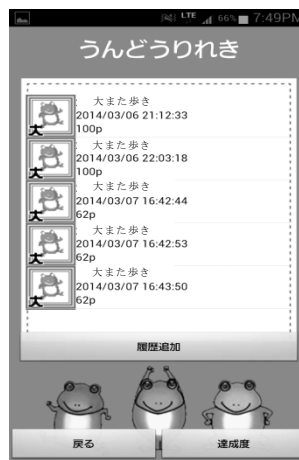 LTE 66% 7:49PM
うんどうりれき
大また歩き
2014/03/06 21:12:33
100p
大
大また歩き
2014/03/06 22:03:18
100p
大
大また歩き
2014/03/07 16:42:44
62p
大
大また歩き
2014/03/07 16:42:53
62p
大
大また歩き
2014/03/07 16:43:50
62p
大
履歴追加
戻る
達成度